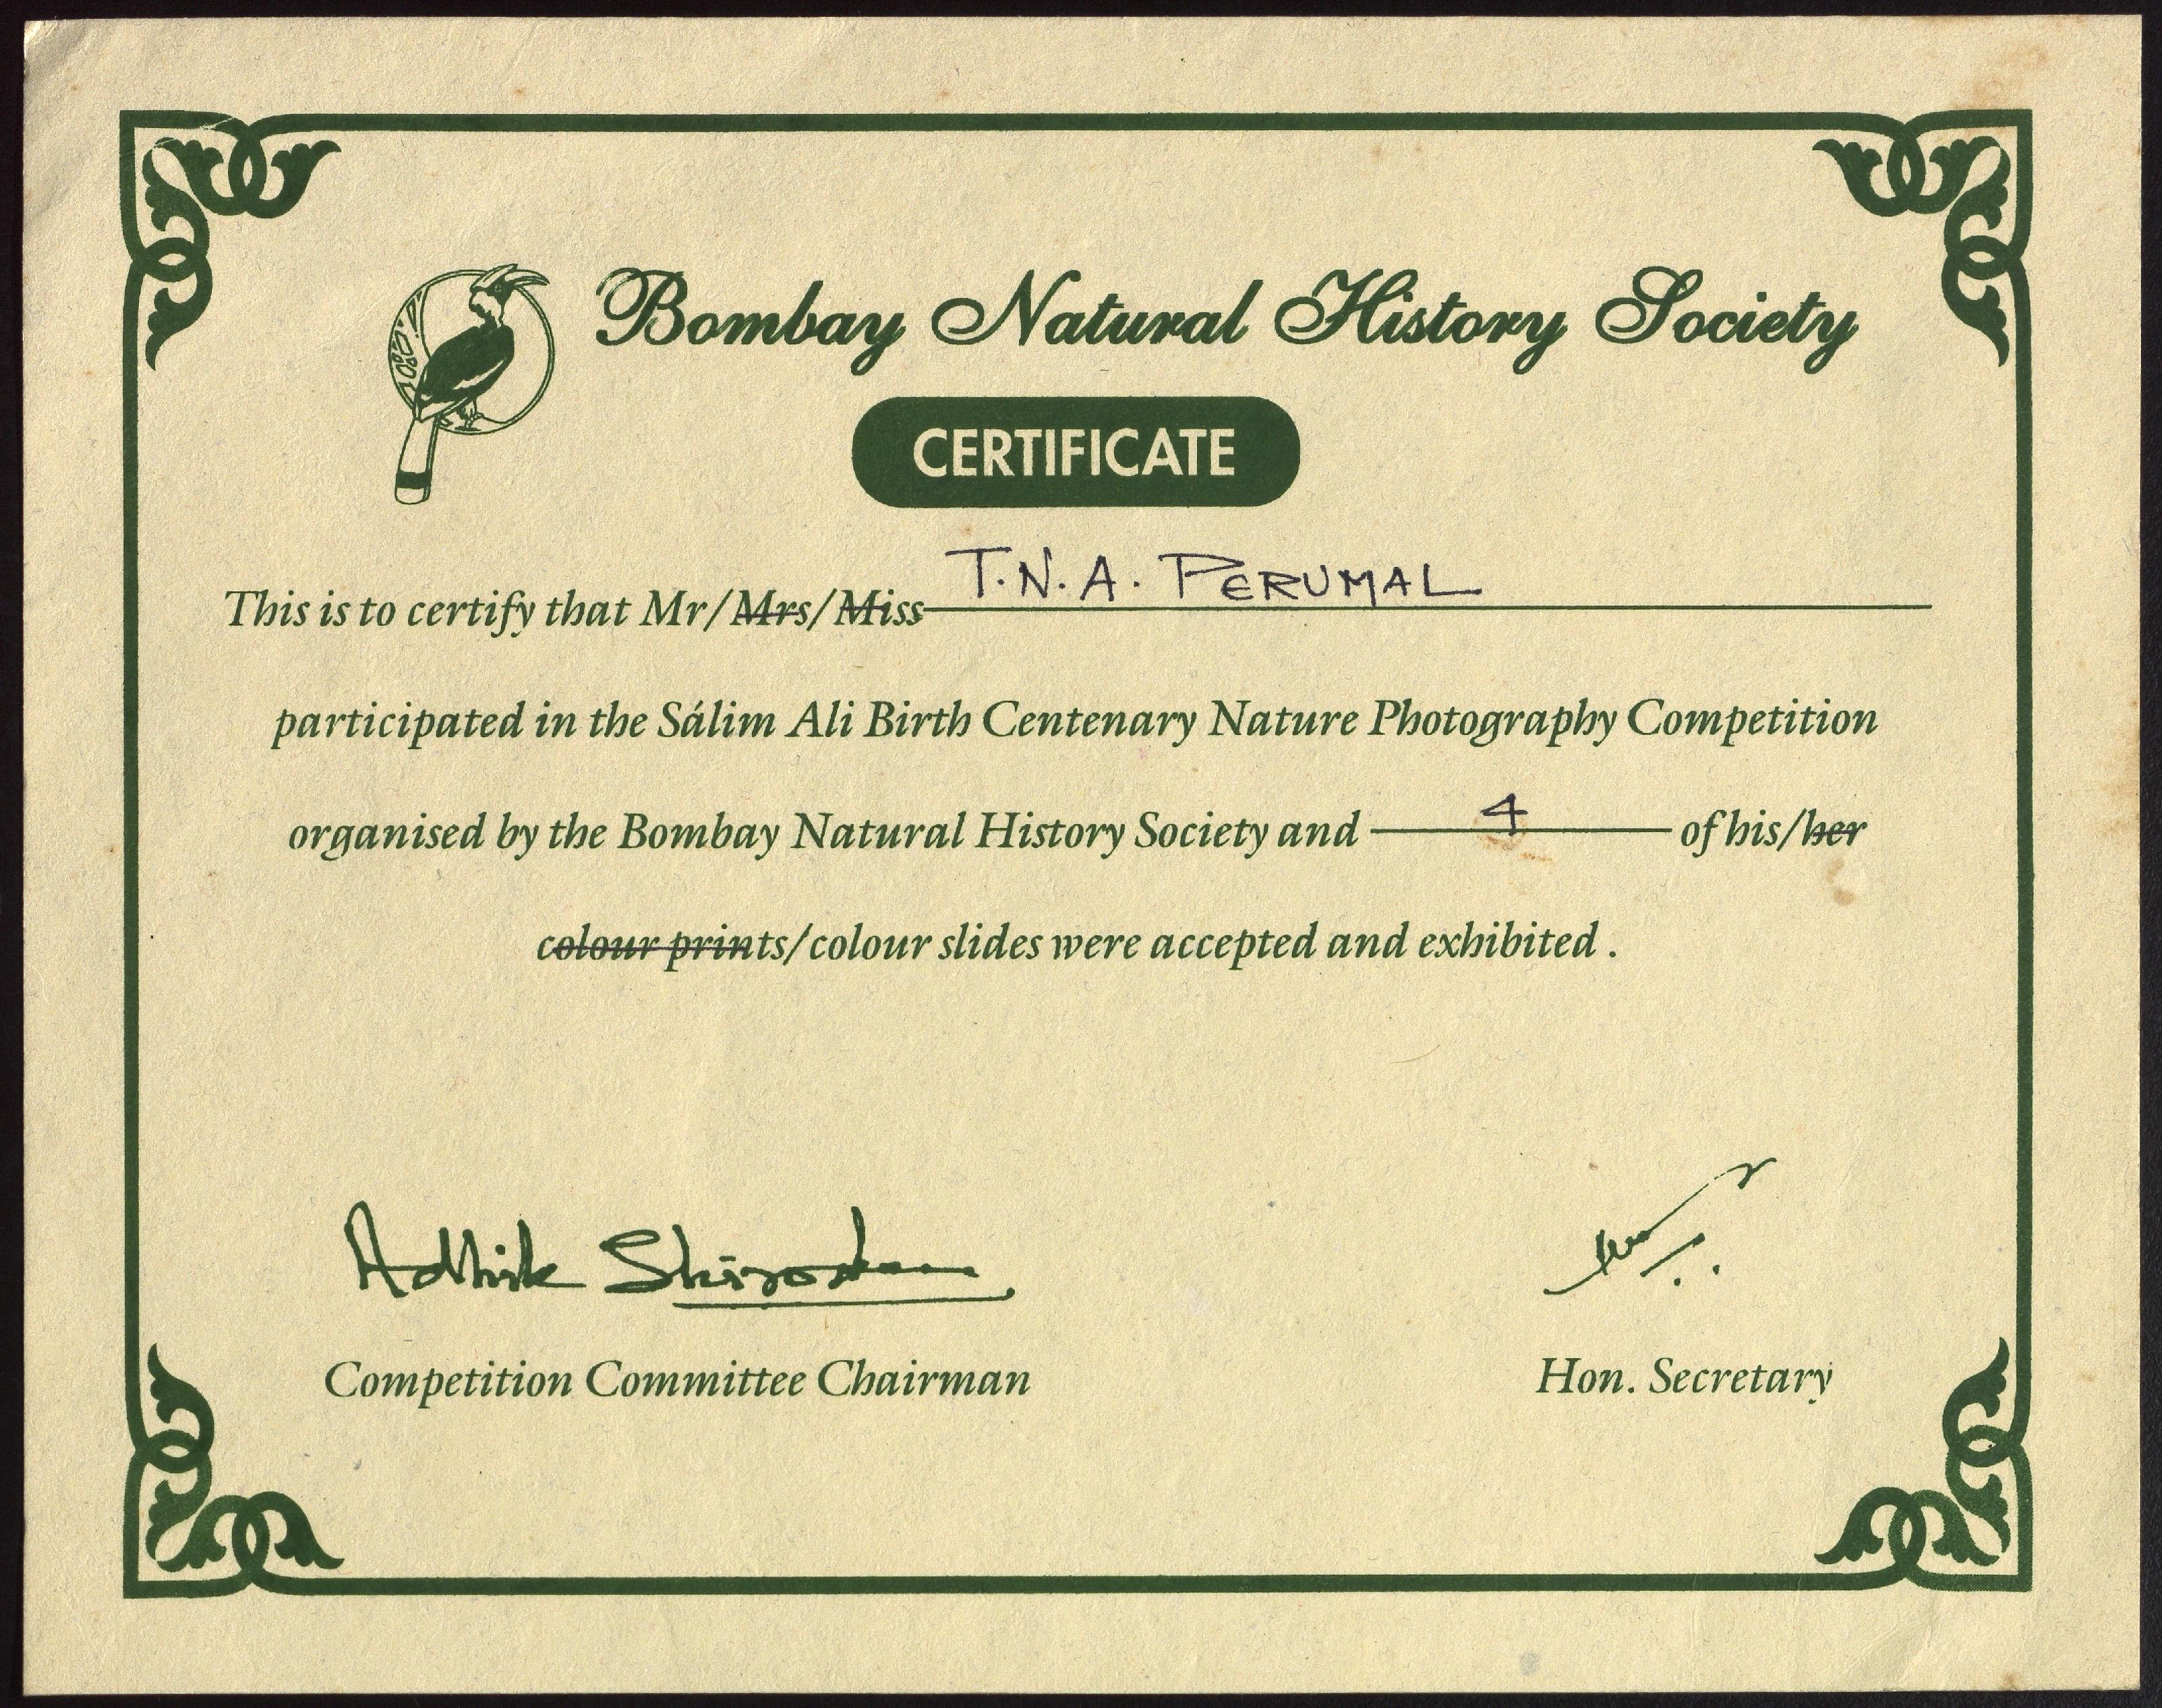 Bombay Natural History Society
CERTIFICATE
This is to certify that Mr/Mrs/Miss T.N.A. PERUMAL
participated in the Sálim Ali Birth Centenary Nature Photography Competition
organised by the Bombay Natural History Society and 4 of his/her
colour prints/colour slides were accepted and exhibited .
Adhik Shirodkar
Competition Committee Chairman
Hon. Secretary